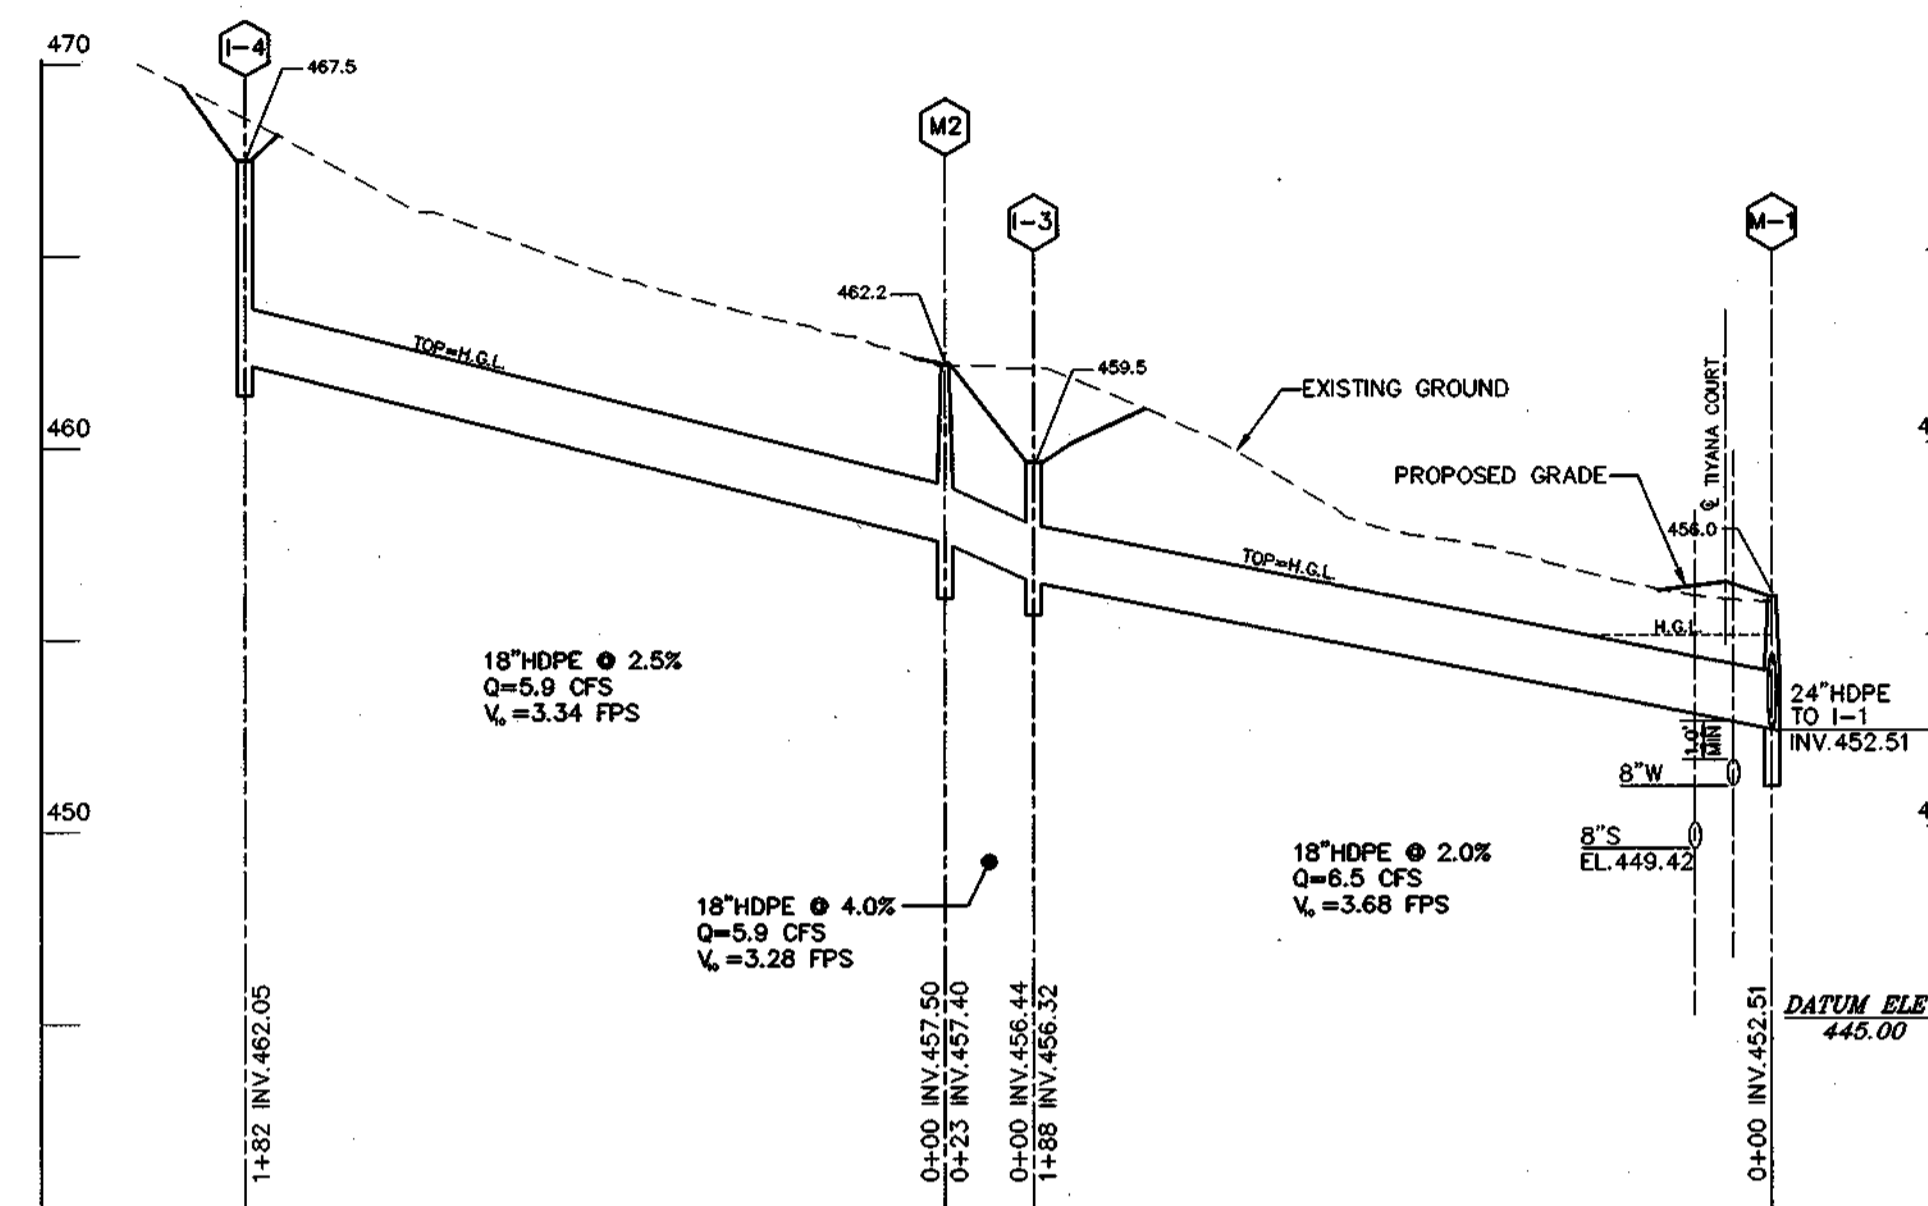 470
I-4
467.5
M2
I-3
M-1
462.2
TOP=H.G.L.
459.5
EXISTING GROUND
460
℄ TIYANA COURT
PROPOSED GRADE
456.0
TOP=H.G.L.
H.G.L.
18"HDPE @ 2.5%
Q=5.9 CFS
V₁₀ =3.34 FPS
24"HDPE
TO I-1
INV.452.51
1.0'
MIN
8"W
450
8"S
EL.449.42
18"HDPE @ 2.0%
Q=6.5 CFS
V₁₀ =3.68 FPS
18"HDPE @ 4.0%
Q=5.9 CFS
V₁₀ =3.28 FPS
1+82 INV.462.05
0+00 INV.457.50
0+23 INV.457.40
0+00 INV.456.44
1+88 INV.456.32
0+00 INV.452.51
DATUM ELE
445.00